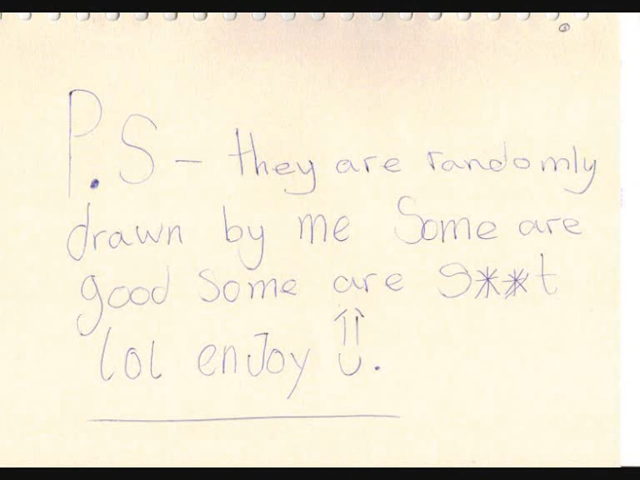 P.S - they are randomly
drawn by me Some are
good some are s**t
lol enJoy